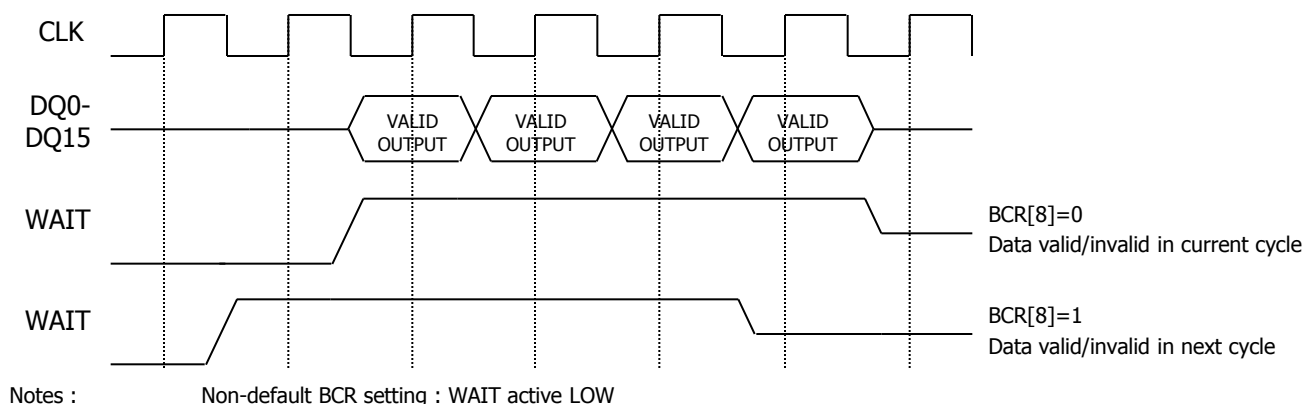 CLK
DQ0-
DQ15
VALID VALID VALID VALID
OUTPUT OUTPUT OUTPUT OUTPUT
WAIT
BCR[8]=0
Data valid/invalid in current cycle
WAIT
BCR[8]=1
Data valid/invalid in next cycle
Notes : Non-default BCR setting : WAIT active LOW